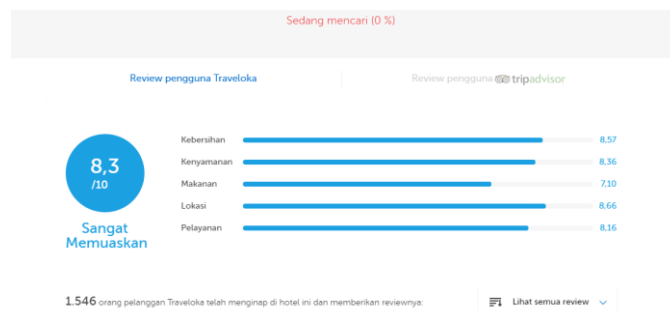 Sedang mencari (0 %)
Review pengguna Traveloka
Review pengguna tripadvisor
8,3
/10
Sangat
Memuaskan
Kebersihan 8,57
Kenyamanan 8,36
Makanan 7,10
Lokasi 8,66
Pelayanan 8,16
1.546 orang pelanggan Traveloka telah menginap di hotel ini dan memberikan reviewnya:
Lihat semua review